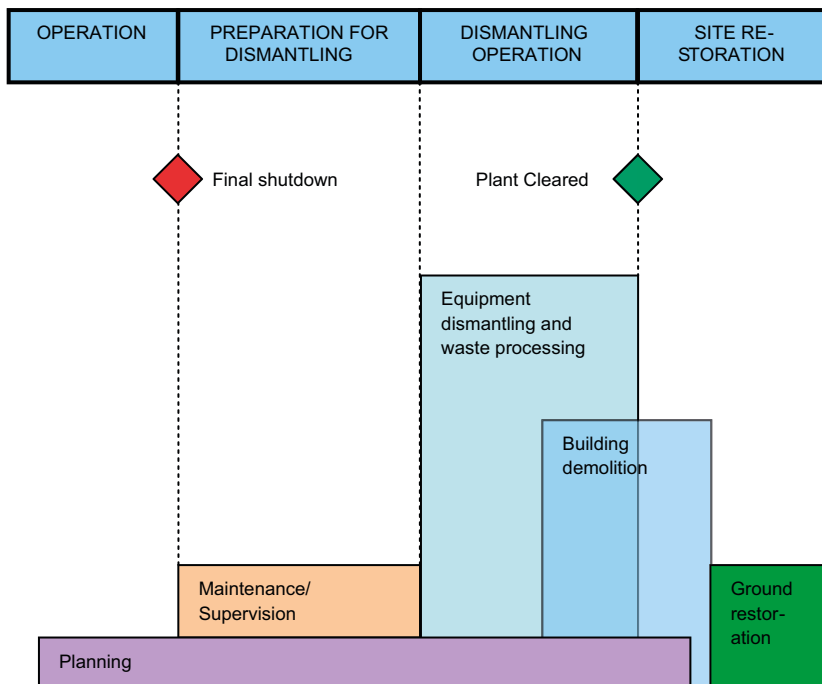 OPERATION
PREPARATION FOR
DISMANTLING
DISMANTLING
OPERATION
SITE RE-
STORATION
Final shutdown
Plant Cleared
Equipment
dismantling and
waste processing
Building
demolition
Maintenance/
Supervision
Ground
restor-
ation
Planning